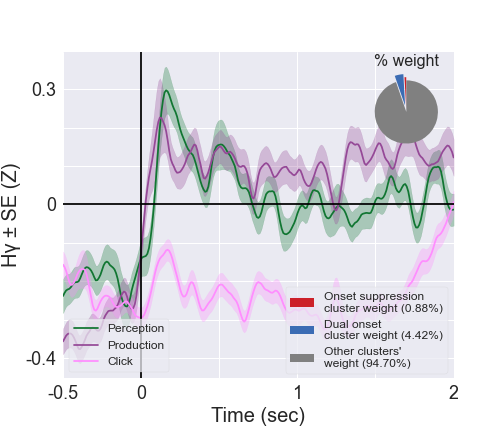 % weight
0.3
0
-0.4
Hγ ± SE (Z)
Perception
Production
Click
Onset suppression
cluster weight (0.88%)
Dual onset
cluster weight (4.42%)
Other clusters'
weight (94.70%)
-0.5
0
1
2
Time (sec)